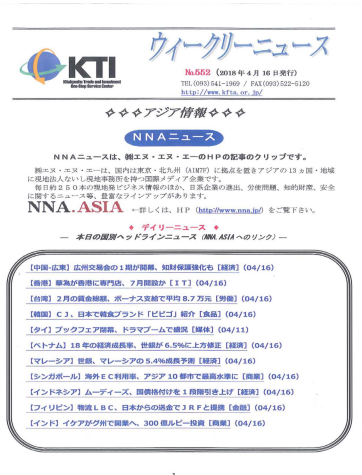 KTI
Kitakyushu Trade and Investment
One-Stop Service Center
ウィークリーニュース
№552 (2018年4月16日発行)
TEL(093)541-1969 / FAX(093)522-5120
http://www.kfta.or.jp/
◇◇◇アジア情報◇◇◇
NNAニュース
NNAニュースは、㈱エヌ・エヌ・エーのHPの記事のクリップです。
㈱エヌ・エヌ・エーは、国内は東京・北九州(AIM7F)に拠点を置きアジアの13ヵ国・地域
に現地法人ないし現地事務所を持つ国際メディア企業です。
毎日約250本の現地発ビジネス情報のほか、日系企業の進出、労使問題、知的財産、安全
に関するニュース等、豊富なラインアップがあります。
NNA.ASIA ←詳しくは、HP(http://www.nna.jp/)をご覧下さい。
◆ デイリーニュース ◆
― 本日の国別ヘッドラインニュース(NNA.ASIAへのリンク)―
【中国-広東】広州交易会の1期が開幕、知財保護強化も［経済］(04/16)
【香港】華為が香港に専門店、7月開設か［IT］(04/16)
【台湾】2月の賃金総額、ボーナス支給で平均8.7万元［労働］(04/16)
【韓国】CJ、日本で韓食ブランド「ビビゴ」紹介［食品］(04/16)
【タイ】ブックフェア閉幕、ドラマブームで盛況［媒体］(04/11)
【ベトナム】18年の経済成長率、世銀が6.5%に上方修正［経済］(04/16)
【マレーシア】世銀、マレーシアの5.4%成長予測［経済］(04/16)
【シンガポール】海外EC利用率、アジア10都市で最高水準に［商業］(04/16)
【インドネシア】ムーディーズ、国債格付けを1段階引き上げ［経済］(04/16)
【フィリピン】物流LBC、日本からの送金でJRFと提携［金融］(04/16)
【インド】イケアがグ州で開業へ、300億ルピー投資［商業］(04/16)
1